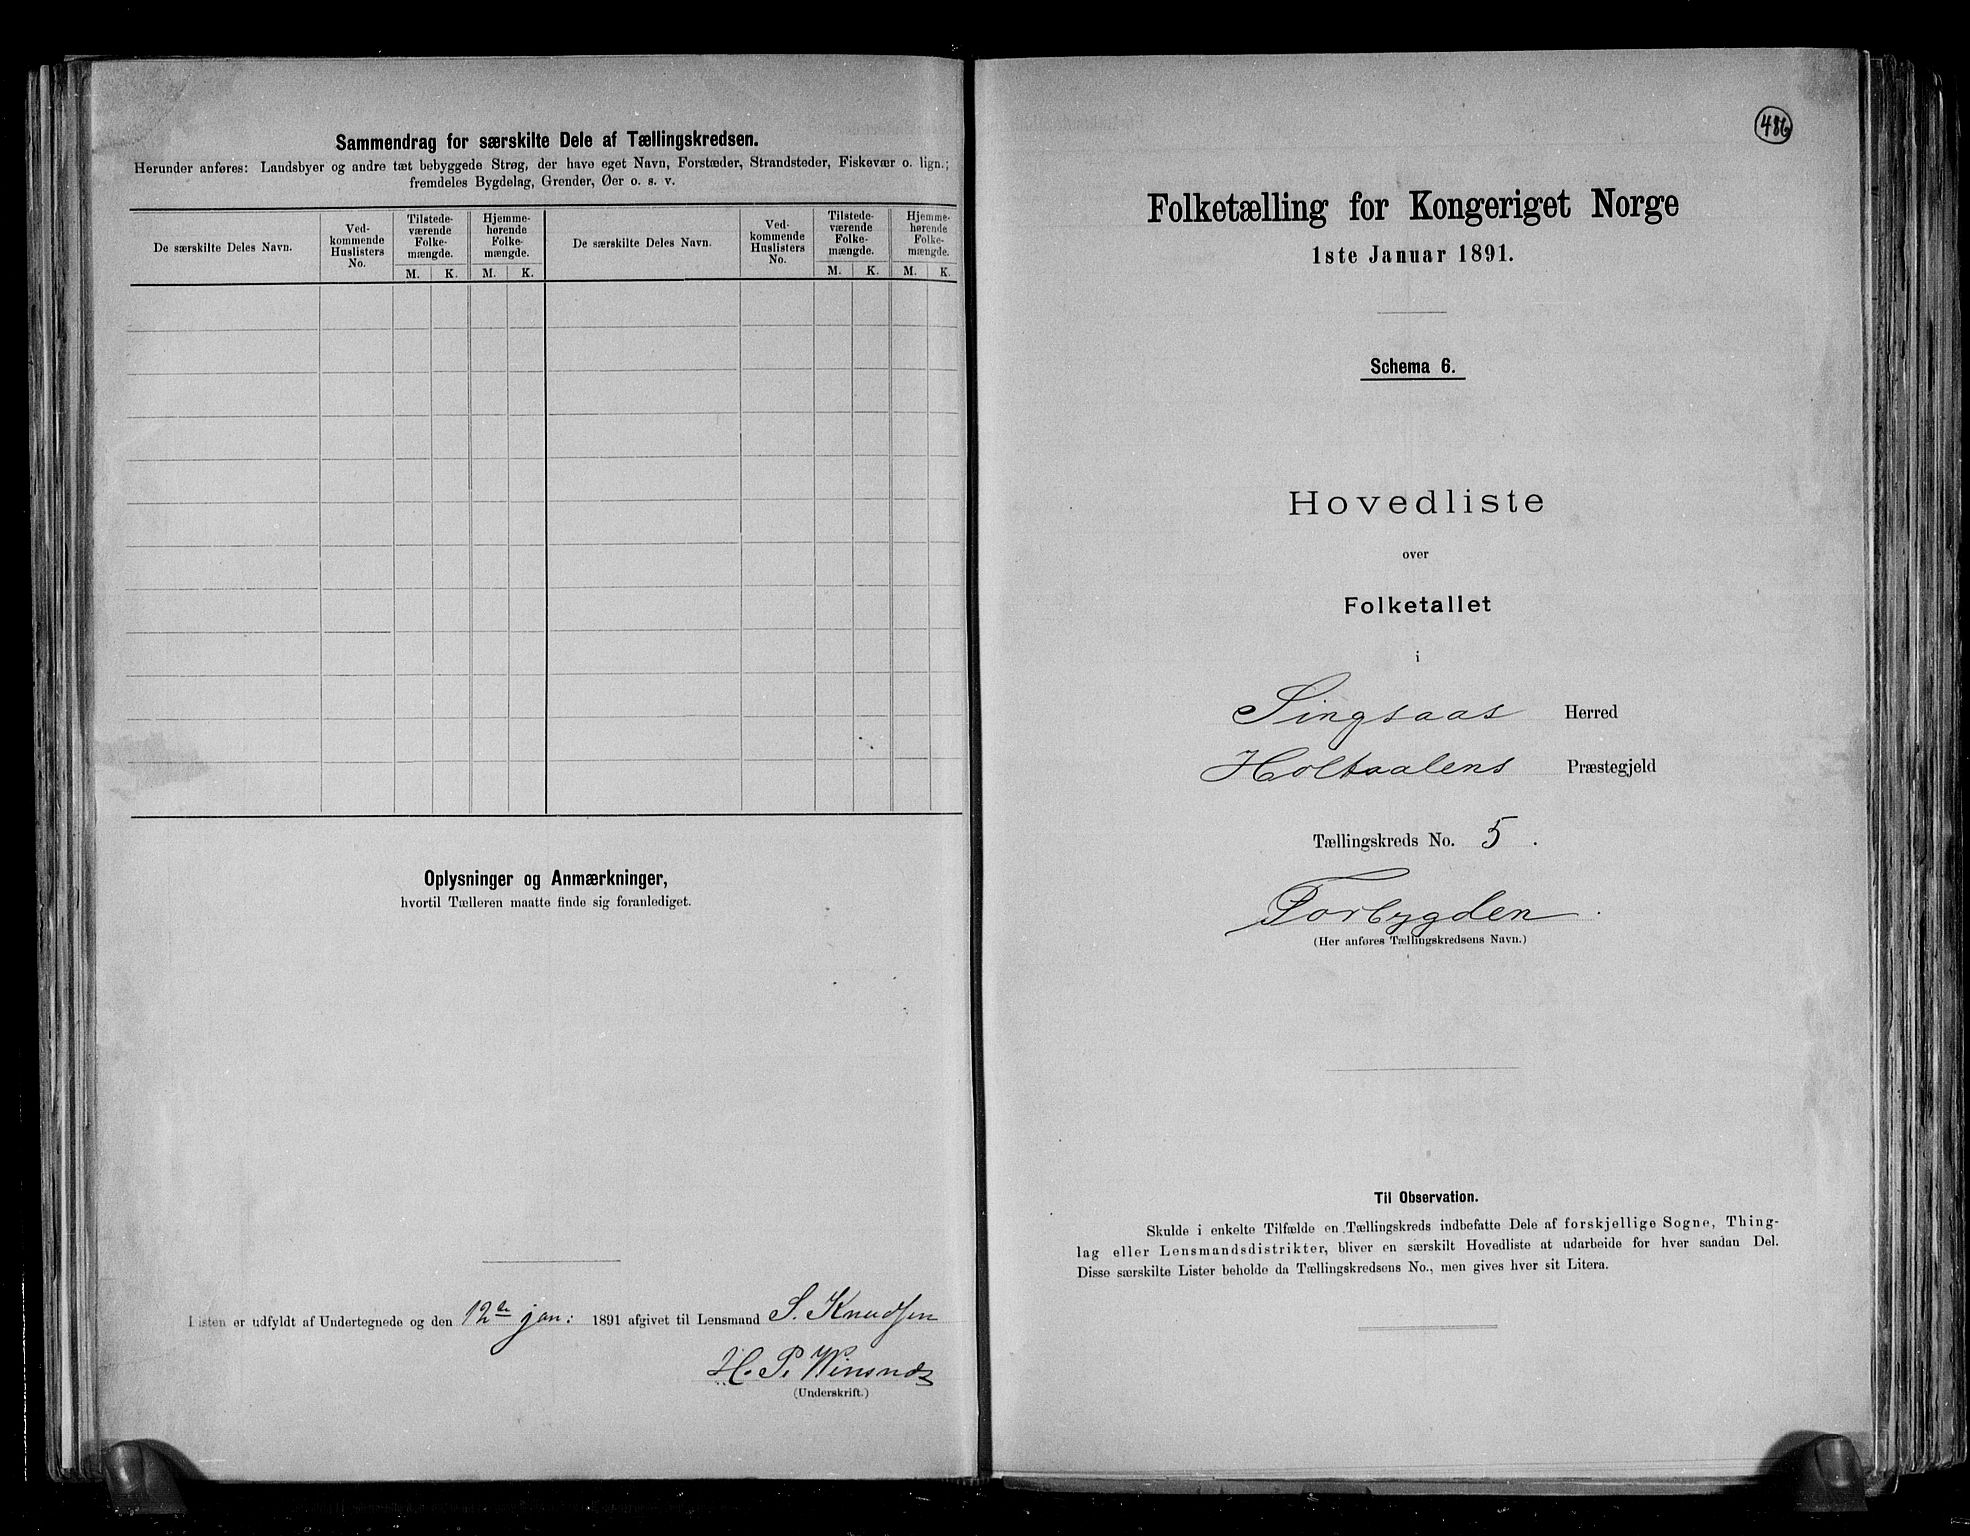 Sammendrag for særskilte Dele af Tællingskredsen.
Herunder anføres: Landsbyer og andre tæt bebyggede Strøg, der have eget Navn, Forstæder, Strandsteder, Fiskevær o. lign.;
fremdeles Bygdelag, Grender, Øer o. s. v.
De særskilte Deles Navn.
Ved-
kommende
Huslisters
No.
Tilstede-
værende
Folke-
mængde.
Hjemme-
hørende
Folke-
mængde.
De særskilte Deles Navn.
Ved-
kommende
Huslisters
No.
Tilstede-
værende
Folke-
mængde.
Hjemme-
hørende
Folke-
mængde.
M. K. M. K. M. K. M. K.
Oplysninger og Anmærkninger,
hvortil Tælleren maatte finde sig foranlediget.
Listen er udfyldt af Undertegnede og den 12te jan: 1891 afgivet til Lensmand S. Knudsen
H. P. Winsnes
(Underskrift.)
486
Folketælling for Kongeriget Norge
1ste Januar 1891.
Schema 6.
Hovedliste
over
Folketallet
i
Singsaas Herred
Holtaalens Præstegjeld
Tællingskreds No. 5.
Forbygden.
(Her anføres Tællingskredsens Navn.)
Til Observation.
Skulde i enkelte Tilfælde en Tællingskreds indbefatte Dele af forskjellige Sogne, Thing-
lag eller Lensmandsdistrikter, bliver en særskilt Hovedliste at udarbeide for hver saadan Del.
Disse særskilte Lister beholde da Tællingskredsens No., men gives hver sit Litera.